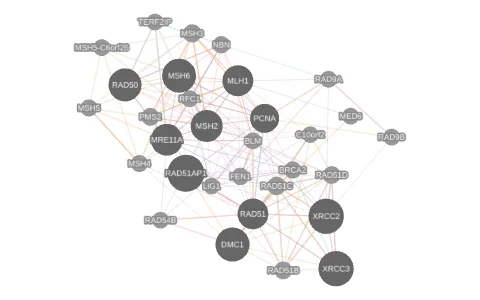 TERF2IP
MSH3
NBN
MSH5-C6orf26
MSH6
MLH1
RAD9A
RAD50
RFC1
MSH5
PMS2
MSH2
PCNA
MED6
MRE11A
BLM
C10orf2
RAD9B
MSH4
RAD51AP1
FEN1
BRCA2
RAD51D
LIG1
RAD51C
RAD54B
RAD51
XRCC2
DMC1
RAD51B
XRCC3